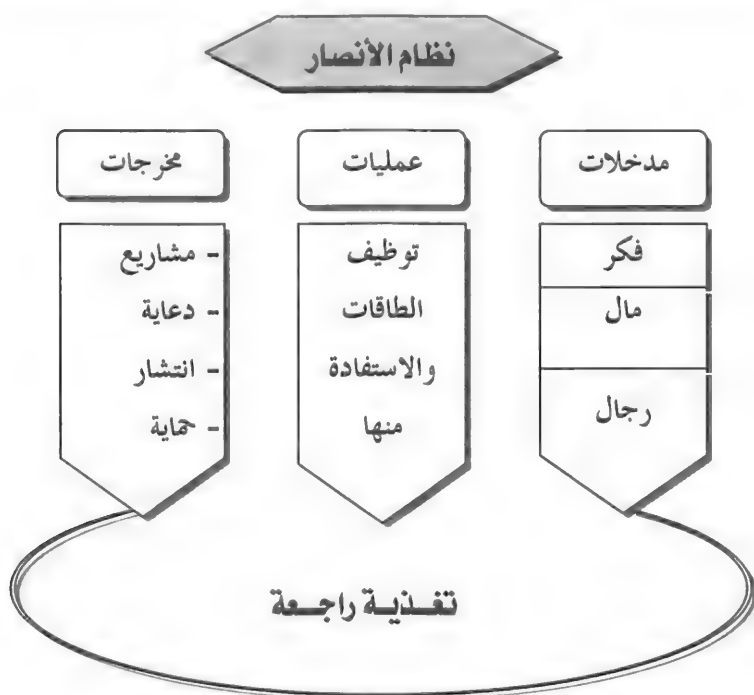 نظام الأنصار
مدخلات
فكر
مال
رجال
عمليات
توظيف
الطاقات
والاستفادة
منها
مخرجات
- مشاريع
- دعاية
- انتشار
- حماية
تغذية راجعة